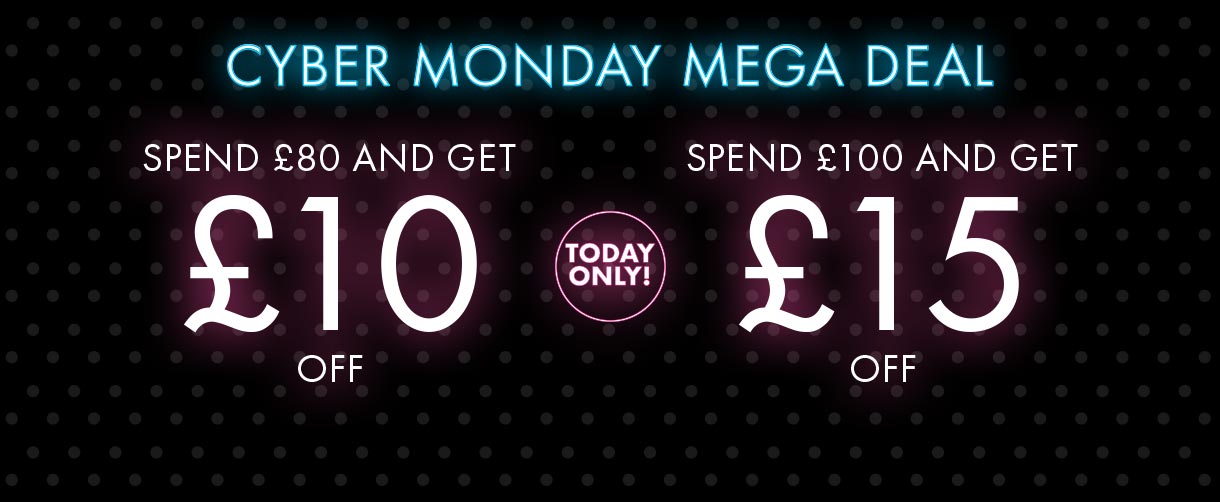 CYBER MONDAY MEGA DEAL
SPEND £80 AND GET
£10
OFF
TODAY
ONLY!
SPEND £100 AND GET
£15
OFF